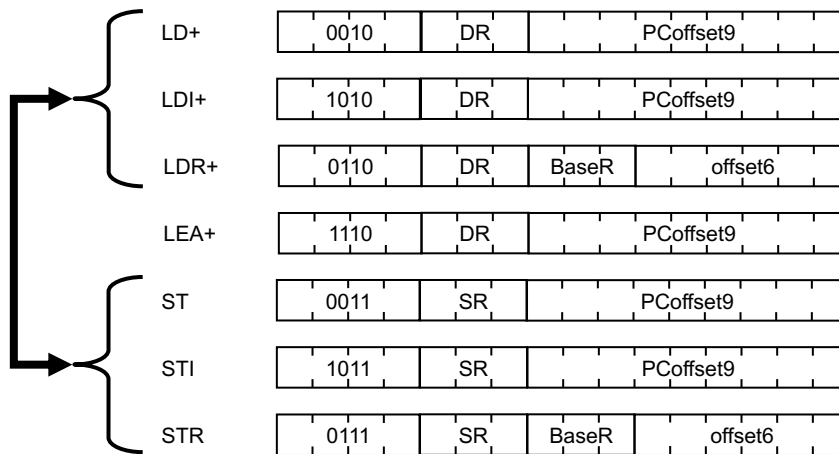 LD+ 0010 DR PCoffset9
LDI+ 1010 DR PCoffset9
LDR+ 0110 DR BaseR offset6
LEA+ 1110 DR PCoffset9
ST 0011 SR PCoffset9
STI 1011 SR PCoffset9
STR 0111 SR BaseR offset6